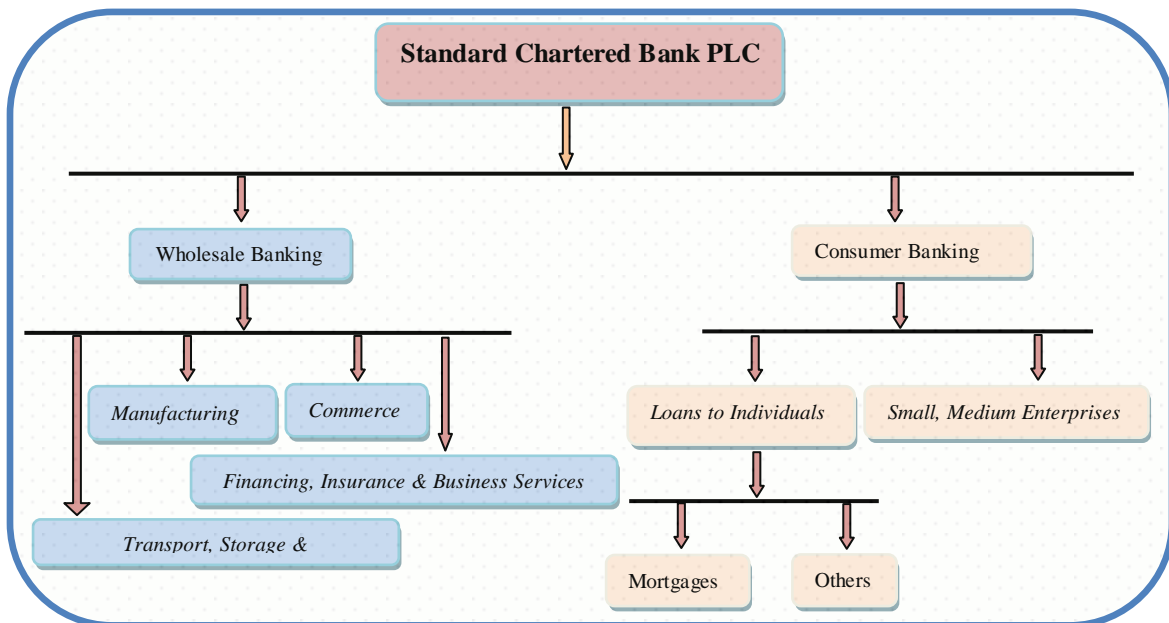 Standard Chartered Bank PLC
Wholesale Banking
Consumer Banking
Manufacturing
Commerce
Loans to Individuals
Small, Medium Enterprises
Financing, Insurance & Business Services
Transport, Storage &
Mortgages
Others